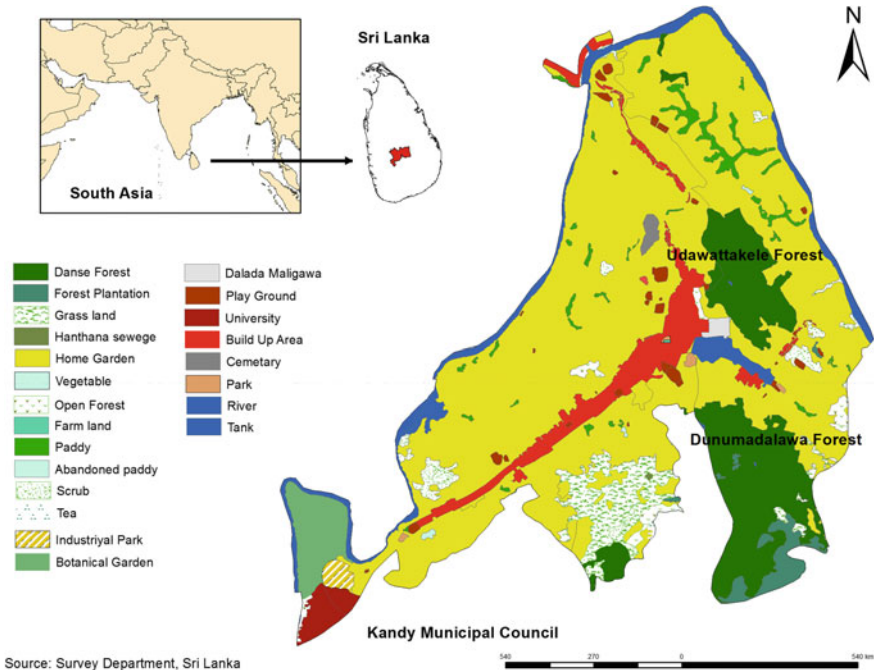 Sri Lanka
N
South Asia
Udawattakele Forest
Dunumadalawa Forest
Danse Forest
Forest Plantation
Grass land
Hanthana sewege
Home Garden
Vegetable
Open Forest
Farm land
Paddy
Abandoned paddy
Scrub
Tea
Industriyal Park
Botanical Garden
Dalada Maligawa
Play Ground
University
Build Up Area
Cemetary
Park
River
Tank
Kandy Municipal Council
Source: Survey Department, Sri Lanka
540 270 0 540 km